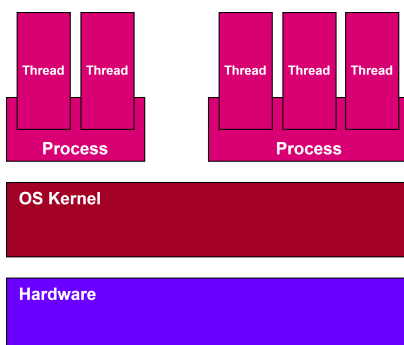 Thread Thread Thread Thread Thread
Process Process
OS Kernel
Hardware